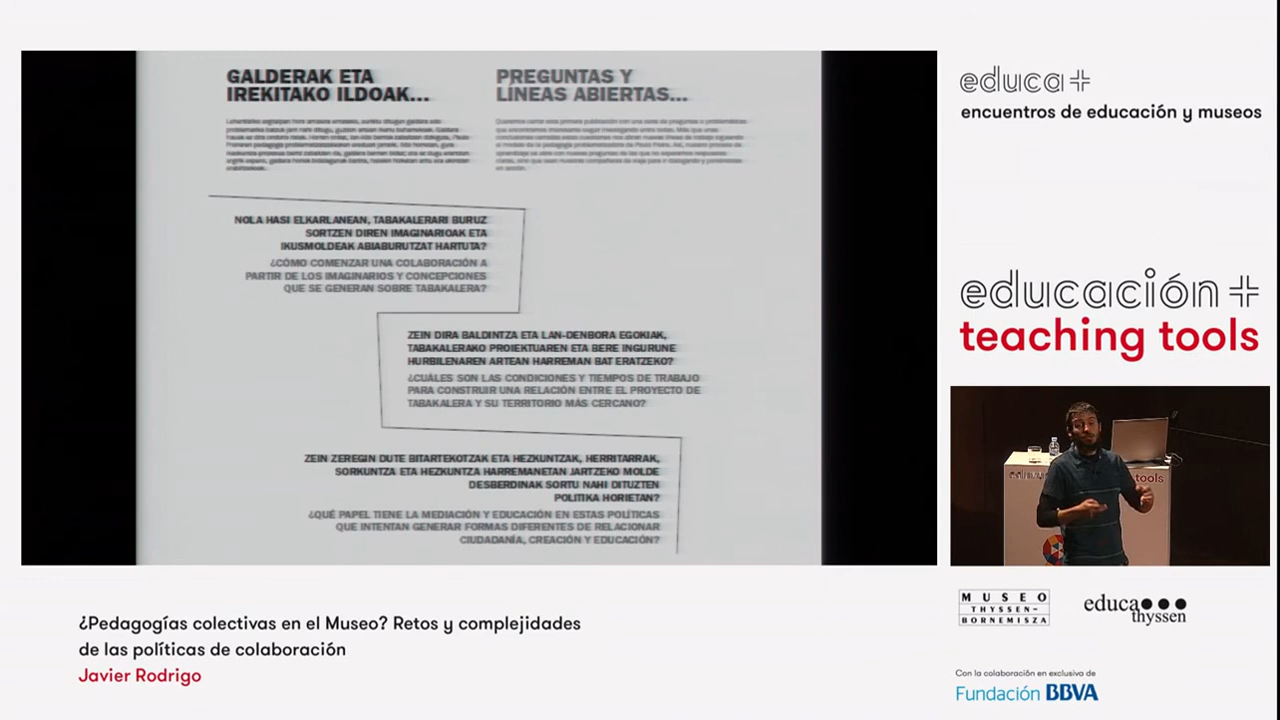 GALDERAK ETA
IREKITAKO ILDOAK...
PREGUNTAS Y
LÍNEAS ABIERTAS...
NOLA HASI ELKARLANEAN, TABAKALERARI BURUZ
SORTZEN DIREN IMAGINARIOAK ETA
IKUSMOLDEAK ABIABURUTZAT HARTUTA?
¿CÓMO COMENZAR UNA COLABORACIÓN A
PARTIR DE LOS IMAGINARIOS Y CONCEPCIONES
QUE SE GENERAN SOBRE TABAKALERA?
ZEIN DIRA BALDINTZA ETA LAN-DENBORA EGOKIAK,
TABAKALERAKO PROIEKTUAREN ETA BERE INGURUNE
HURBILENAREN ARTEAN HARREMAN BAT ERATZEKO?
¿CUÁLES SON LAS CONDICIONES Y TIEMPOS DE TRABAJO
PARA CONSTRUIR UNA RELACIÓN ENTRE EL PROYECTO DE
TABAKALERA Y SU TERRITORIO MÁS CERCANO?
ZEIN ZEREGIN DUTE BITARTEKOTZAK ETA HEZKUNTZAK, HERRITARRAK,
SORKUNTZA ETA HEZKUNTZA HARREMANETAN JARTZEKO MOLDE
DESBERDINAK SORTU NAHI DITUZTEN
POLITIKA HORIETAN?
¿QUÉ PAPEL TIENE LA MEDIACIÓN Y EDUCACIÓN EN ESTAS POLÍTICAS
QUE INTENTAN GENERAR FORMAS DIFERENTES DE RELACIONAR
CIUDADANÍA, CREACIÓN Y EDUCACIÓN?
educa+
encuentros de educación y museos
educación+
teaching tools
tools
¿Pedagogías colectivas en el Museo? Retos y complejidades
de las políticas de colaboración
Javier Rodrigo
MUSEO
THYSSEN-
BORNEMISZA
educa
thyssen
Con la colaboración en exclusiva de
Fundación BBVA